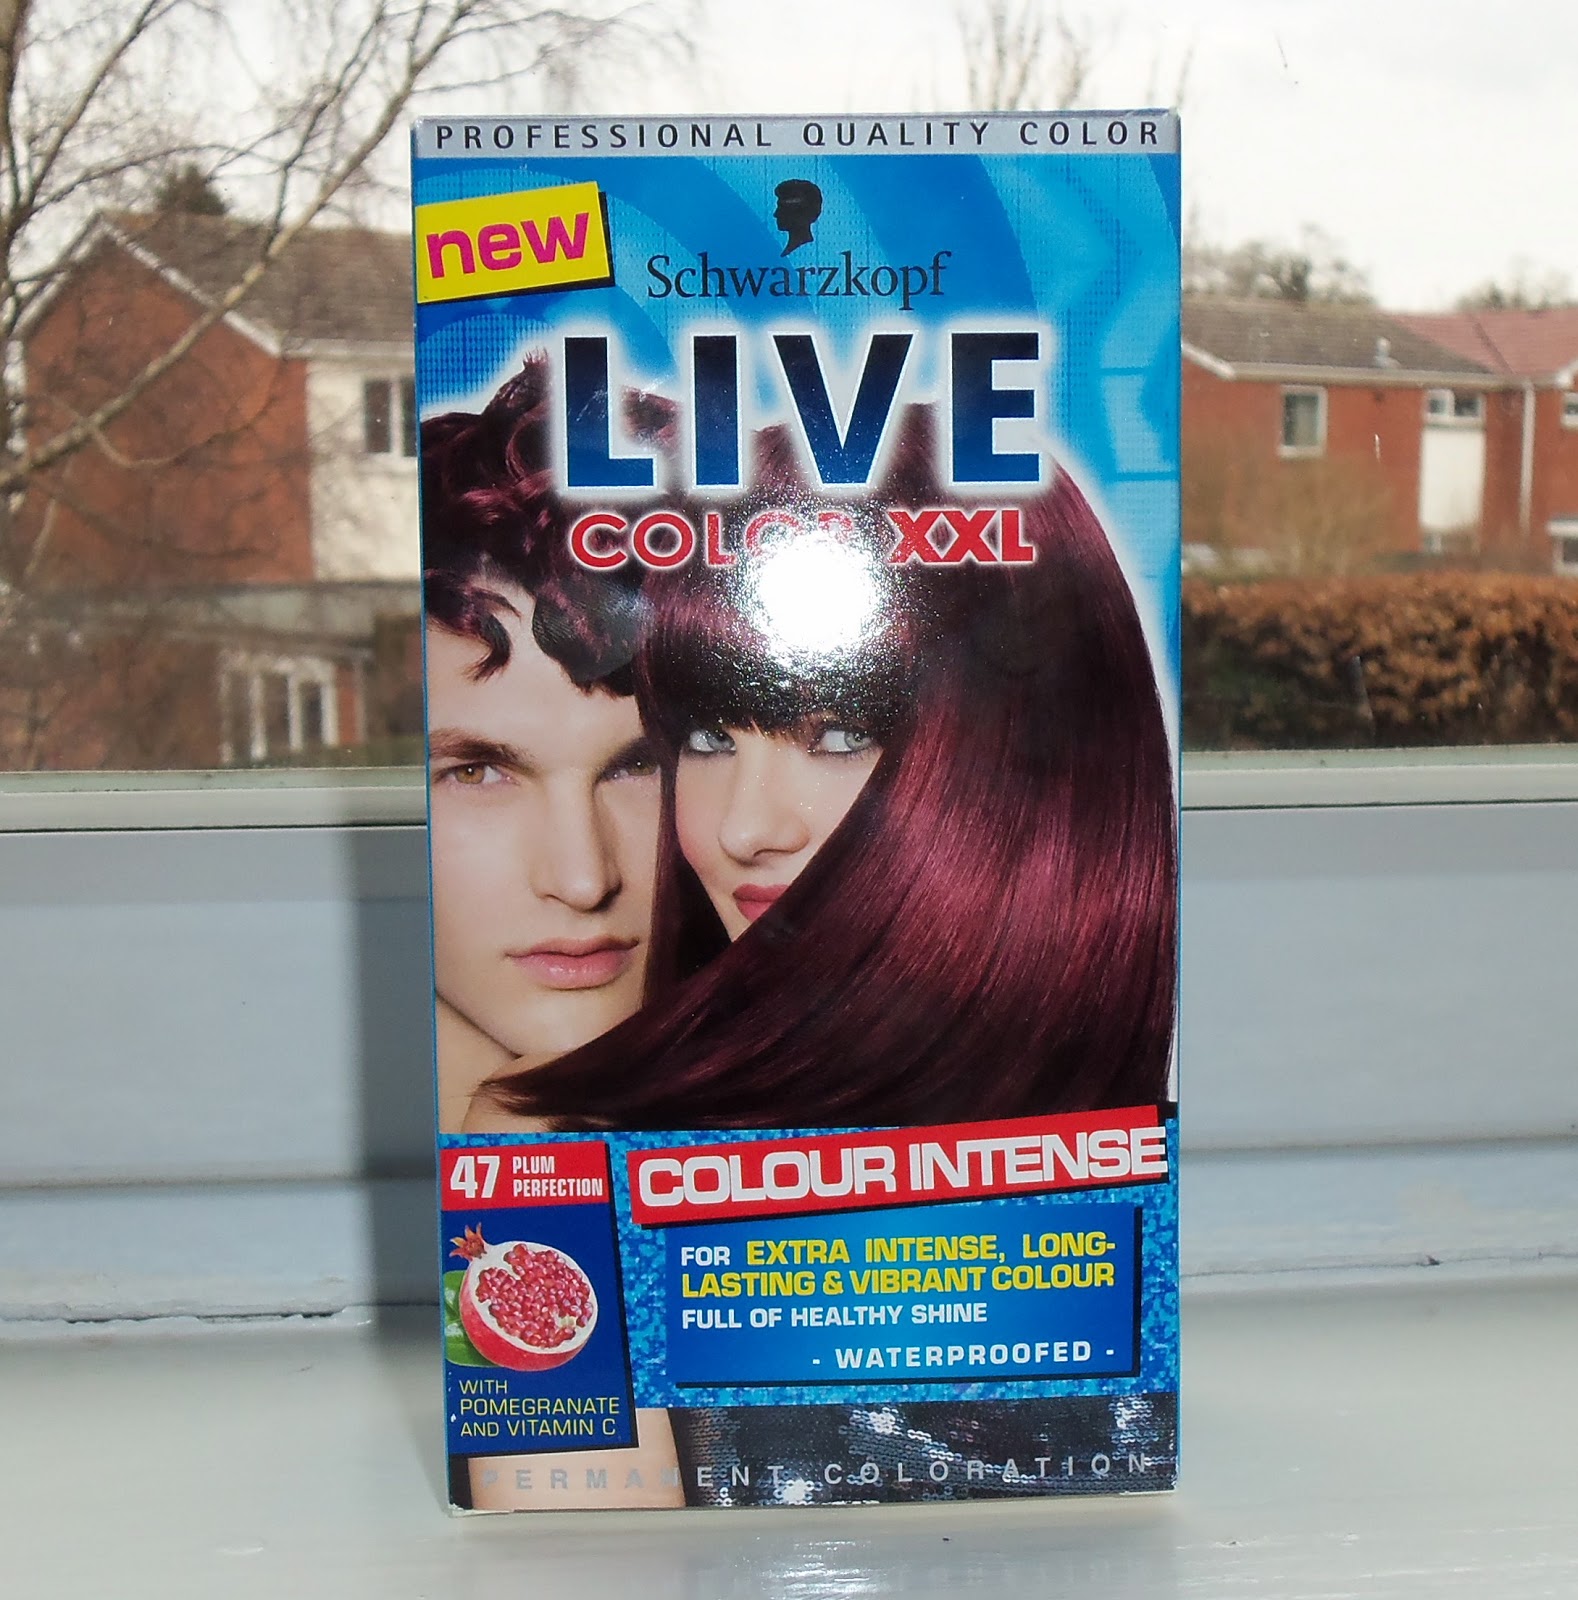 PROFESSIONAL QUALITY COLOR
new
Schwarzkopf
LIVE
COLOR XXL
47 PLUM
PERFECTION
COLOUR INTENSE
FOR EXTRA INTENSE, LONG-
LASTING & VIBRANT COLOUR
FULL OF HEALTHY SHINE
- WATERPROOFED -
WITH
POMEGRANATE
AND VITAMIN C
PERMANENT COLORATION